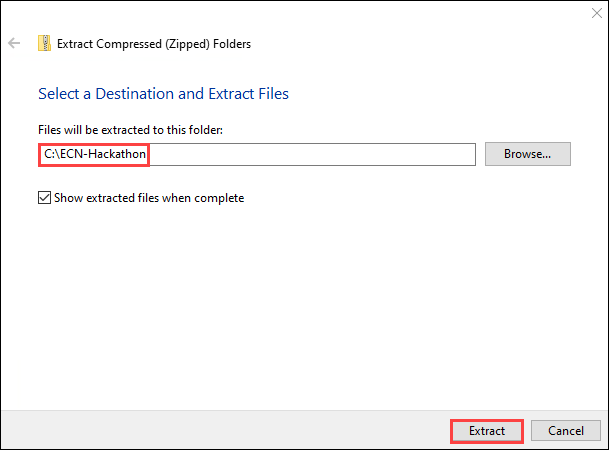 Extract Compressed (Zipped) Folders
Select a Destination and Extract Files
Files will be extracted to this folder:
C:\ECN-Hackathon
Browse...
Show extracted files when complete
Extract
Cancel